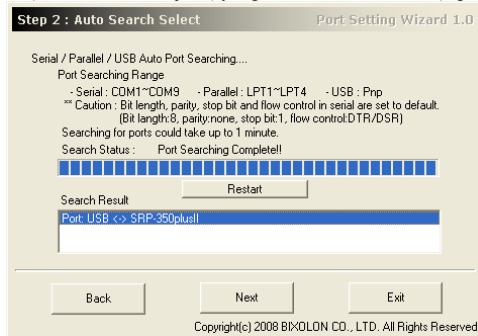 Step 2 : Auto Search Select Port Setting Wizard 1.0
Serial / Parallel / USB Auto Port Searching....
Port Searching Range
- Serial : COM1~COM9 - Parallel : LPT1~LPT4 - USB : Pnp
** Caution : Bit length, parity, stop bit and flow control in serial are set to default.
(Bit length:8, parity:none, stop bit:1, flow control:DTR/DSR)
Searching for ports could take up to 1 minute.
Search Status : Port Searching Complete!!
Restart
Search Result
Port: USB <-> SRP-350plusII
Back Next Exit
Copyright(c) 2008 BIXOLON CO., LTD. All Rights Reserved